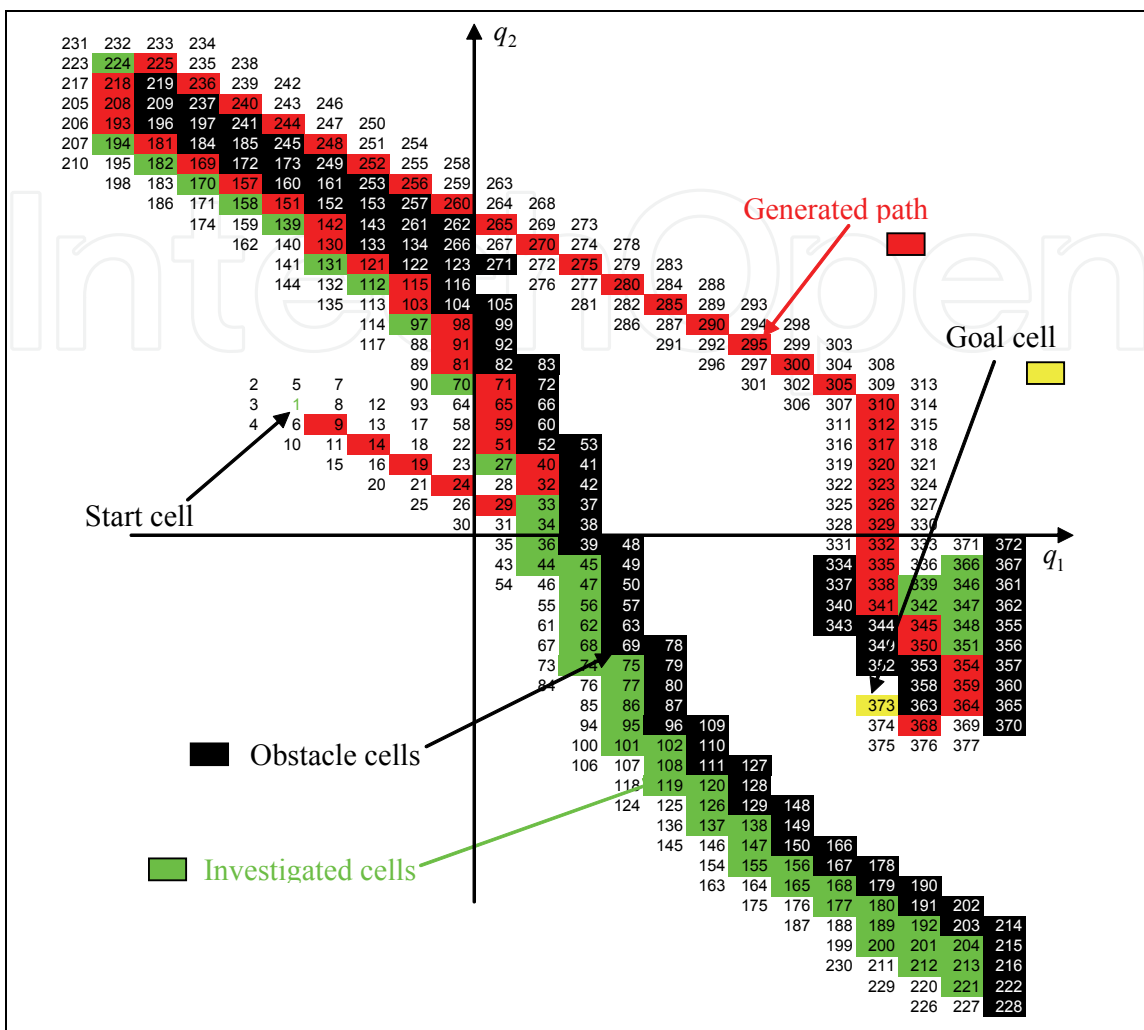 q2
231 232 233 234
223 224 225 235 238
217 218 219 236 239 242
205 208 209 237 240 243 246
206 193 196 197 241 244 247 250
207 194 181 184 185 245 248 251 254
210 195 182 169 172 173 249 252 255 258
198 183 170 157 160 161 253 256 259 263
186 171 158 151 152 153 257 260 264 268
Generated path
174 159 139 142 143 261 262 265 269 273
162 140 130 133 134 266 267 270 274 278
InTechOpen
141 131 121 122 123 271 272 275 279 283
144 132 112 115 116 276 277 280 284 288
135 113 103 104 105 281 282 285 289 293
114 97 98 99 286 287 290 294 298
Goal cell
117 88 91 92 291 292 295 299 303
89 81 82 83 296 297 300 304 308
2 5 7 90 70 71 72 301 302 305 309 313
3 1 8 12 93 64 65 66 306 307 310 314
4 6 9 13 17 58 59 60 311 312 315
10 11 14 18 22 51 52 53 316 317 318
15 16 19 23 27 40 41 319 320 321
20 21 24 28 32 42 322 323 324
25 26 29 33 37 325 326 327
Start cell
30 31 34 38 328 329 330
35 36 39 48 331 332 333 371 372
q1
43 44 45 49 334 335 336 366 367
54 46 47 50 337 338 339 346 361
55 56 57 340 341 342 347 362
61 62 63 343 344 345 348 355
67 68 69 78 349 350 351 356
73 74 75 79 352 353 354 357
84 76 77 80 358 359 360
85 86 87 373 363 364 365
94 95 96 109 374 368 369 370
100 101 102 110 375 376 377
Obstacle cells
106 107 108 111 127
118 119 120 128
124 125 126 129 148
136 137 138 149
145 146 147 150 166
154 155 156 167 178
Investigated cells
163 164 165 168 179 190
175 176 177 180 191 202
187 188 189 192 203 214
199 200 201 204 215
230 211 212 213 216
229 220 221 222
226 227 228